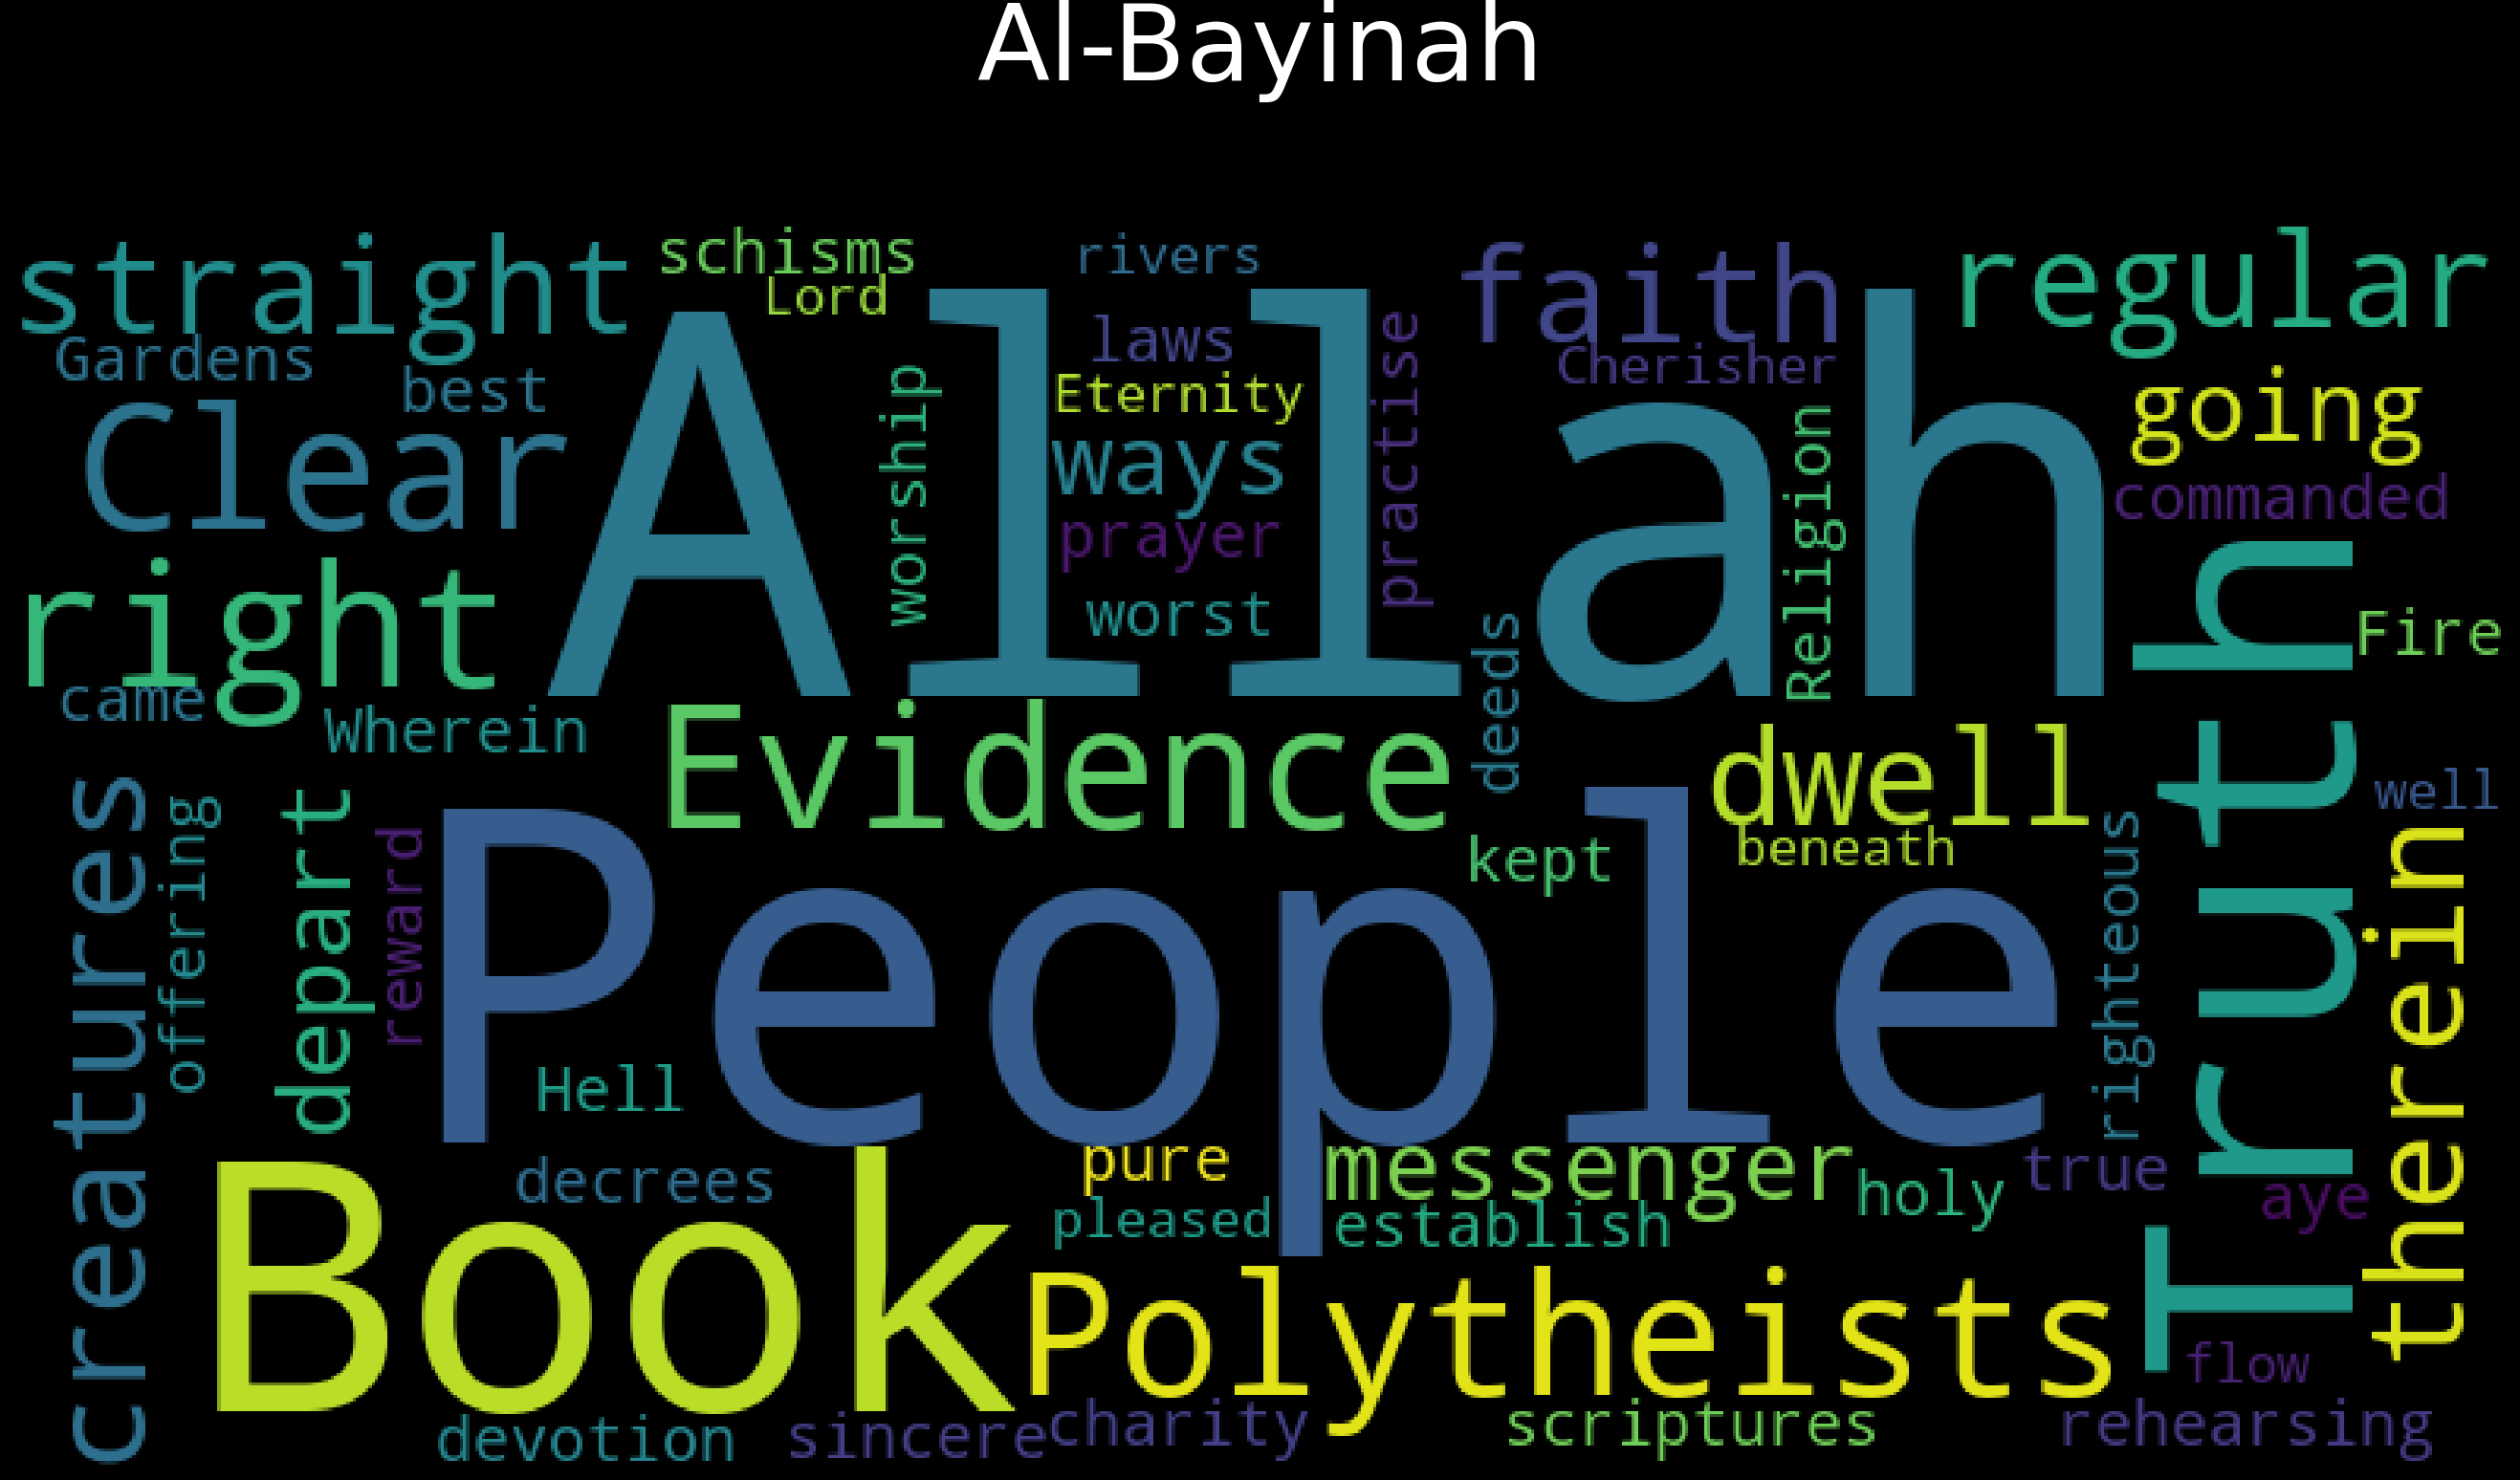 Al-Bayinah
straight
schisms
rivers
faith
regular
Lord
Allah
laws
practise
Gardens
best
Cherisher
worship
Eternity
going
Clear
Religion
ways
commanded
prayer
right
Truth
worst
Fire
deeds
came
Wherein
Evidence
dwell
well
creatures
offering
depart
reward
People
kept
beneath
righteous
therein
Hell
Book
decrees
pure
messenger
holy
true
aye
pleased
establish
Polytheists
flow
devotion
sincere
charity
scriptures
rehearsing